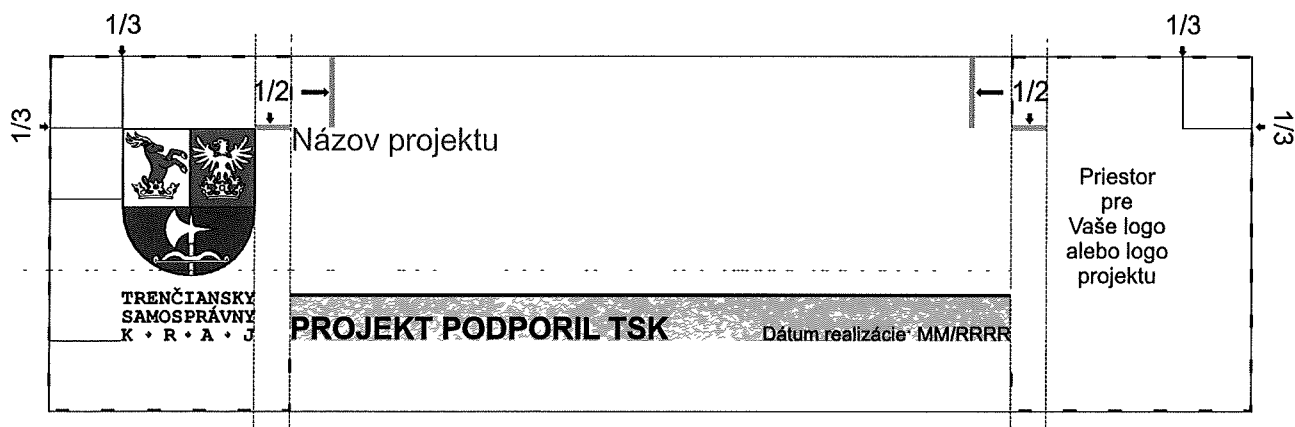 1/3
1/3
1/2
1/2
1/3
1/3
Názov projektu
Priestor
pre
Vaše logo
alebo logo
projektu
TRENČIANSKY
SAMOSPRÁVNY
K • R • A • J
PROJEKT PODPORIL TSK
Dátum realizácie: MM/RRRR